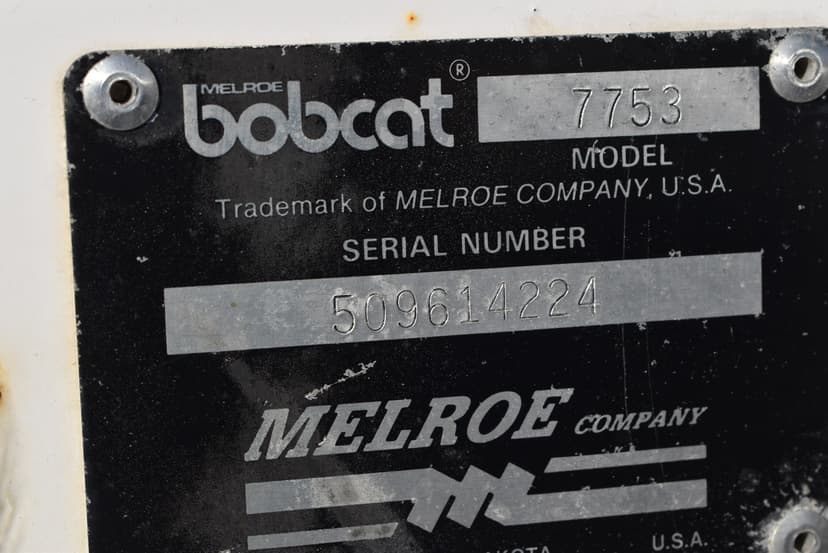 MELROE
bobcat® 7753
MODEL
Trademark of MELROE COMPANY, U.S.A.
SERIAL NUMBER
509614224
MELROE COMPANY
U.S.A.